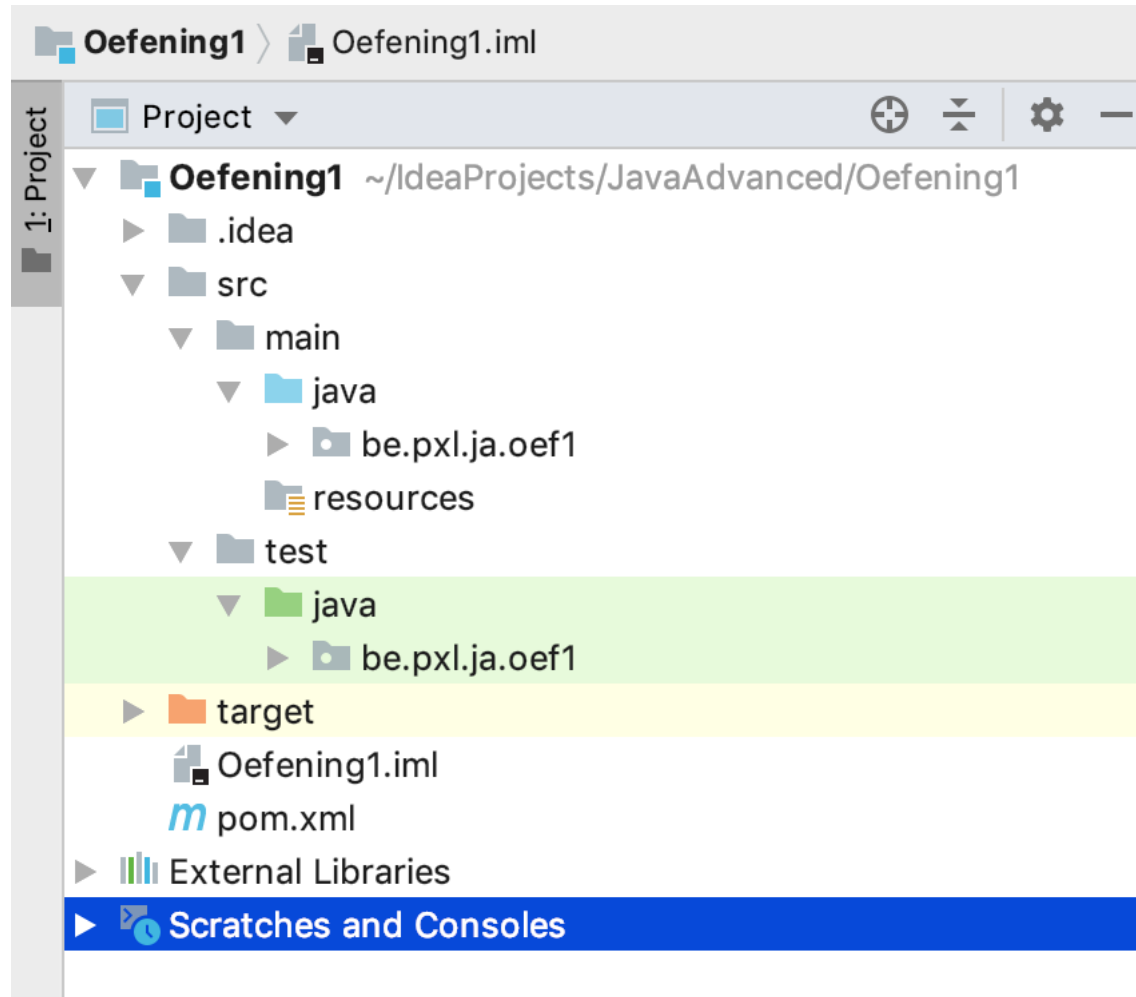 Oefening1 〉 Oefening1.iml
1: Project
Project
Oefening1 ~/IdeaProjects/JavaAdvanced/Oefening1
.idea
src
main
java
be.pxl.ja.oef1
resources
test
java
be.pxl.ja.oef1
target
Oefening1.iml
m pom.xml
External Libraries
Scratches and Consoles